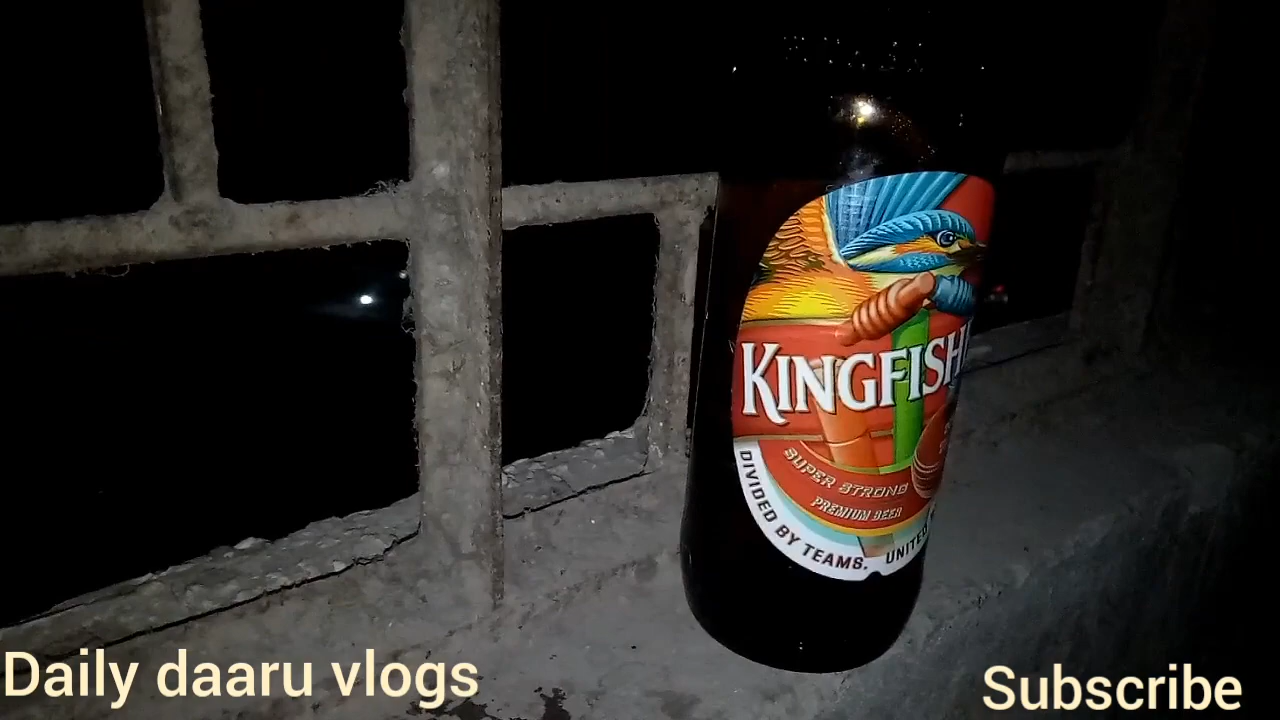 KINGFISH
SUPER STRONG
PREMIUM BEER
DIVIDED BY TEAMS. UNITED
Daily daaru vlogs
Subscribe